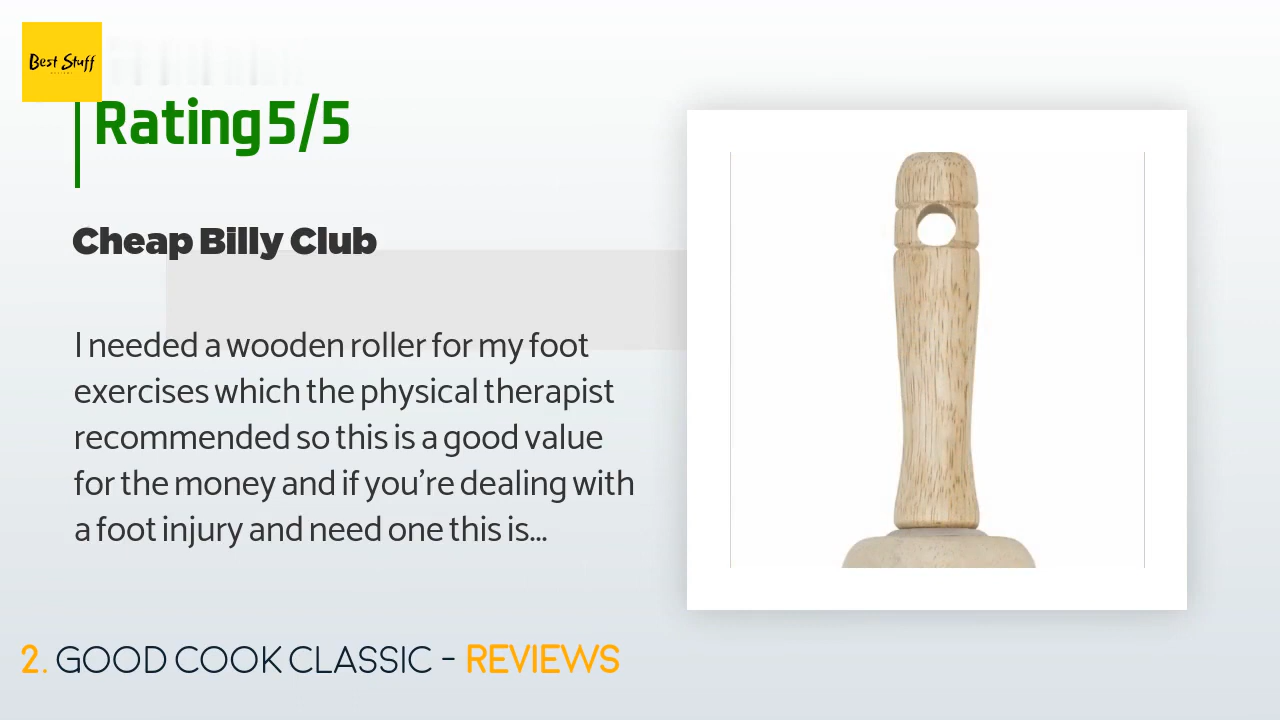 Best Stuff
Rating 5/5
Cheap Billy Club
I needed a wooden roller for my foot
exercises which the physical therapist
recommended so this is a good value
for the money and if you’re dealing with
a foot injury and need one this is...
2. GOOD COOK CLASSIC - REVIEWS